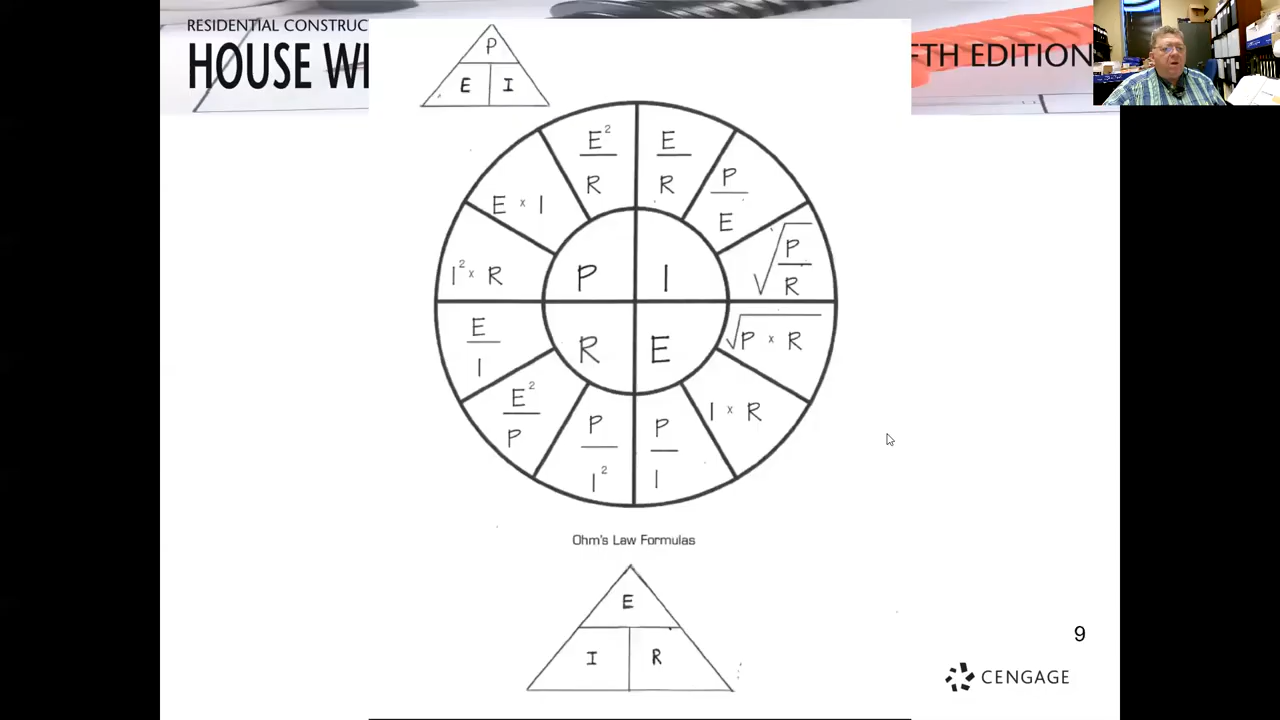 RESIDENTIAL CONSTRUC
HOUSE WI
FTH EDITION
P
E I
E²
R
E
R
E × I
P
E
I² × R
√P
R
P I
R E
E
I
√P × R
E²
P
P
I²
P
I
I × R
Ohm's Law Formulas
E
I R
9
CENGAGE